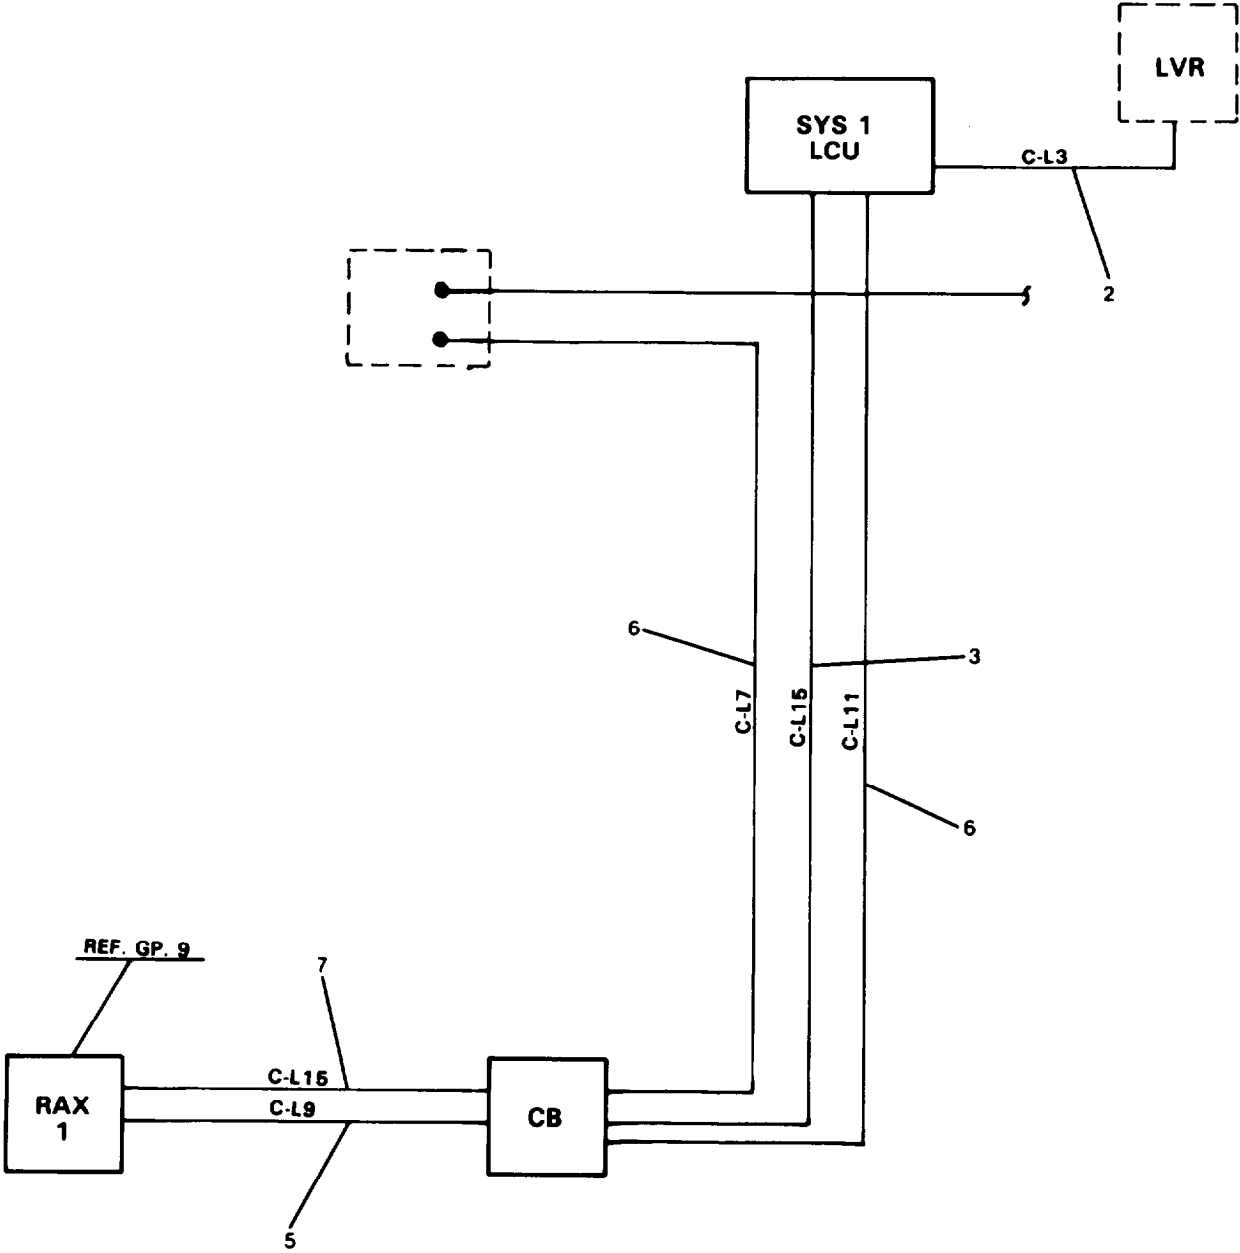 LVR
SYS 1
LCU
C-L3
2
6
3
C-L7
C-L15
C-L11
6
REF. GP. 9
7
C-L15
RAX
1
C-L9
CB
5